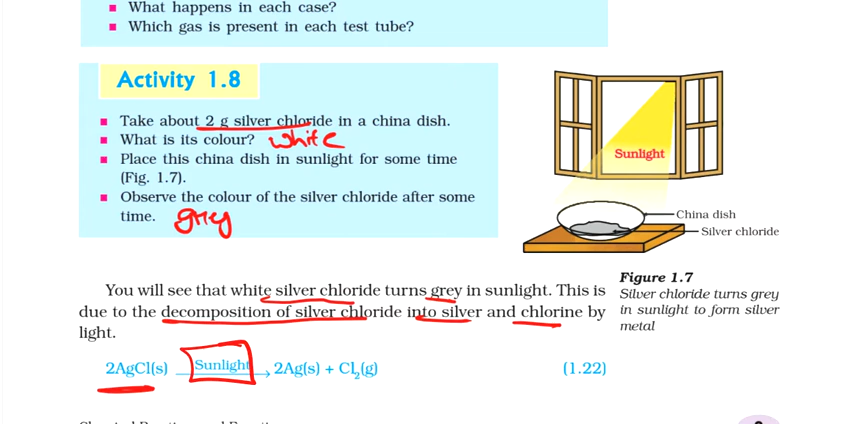 What happens in each case?
Which gas is present in each test tube?
Activity 1.8
Take about 2 g silver chloride in a china dish.
What is its colour? white
Place this china dish in sunlight for some time
(Fig. 1.7).
Observe the colour of the silver chloride after some
time. grey
Sunlight
China dish
Silver chloride
Figure 1.7
Silver chloride turns grey
in sunlight to form silver
metal
You will see that white silver chloride turns grey in sunlight. This is
due to the decomposition of silver chloride into silver and chlorine by
light.
2AgCl(s) Sunlight → 2Ag(s) + Cl₂(g) (1.22)